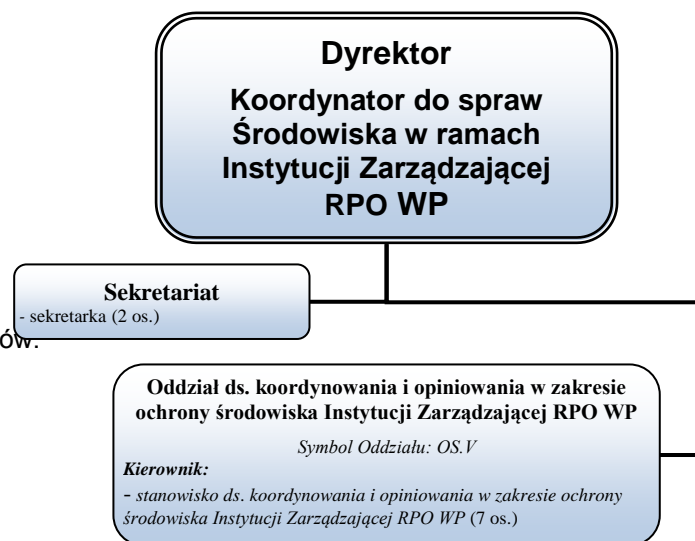 Dyrektor
Koordynator do spraw
Środowiska w ramach
Instytucji Zarządzającej
RPO WP
Sekretariat
- sekretarka (2 os.)
ów:
Oddział ds. koordynowania i opiniowania w zakresie
ochrony środowiska Instytucji Zarządzającej RPO WP
Symbol Oddziału: OS.V
Kierownik:
- stanowisko ds. koordynowania i opiniowania w zakresie ochrony
środowiska Instytucji Zarządzającej RPO WP (7 os.)